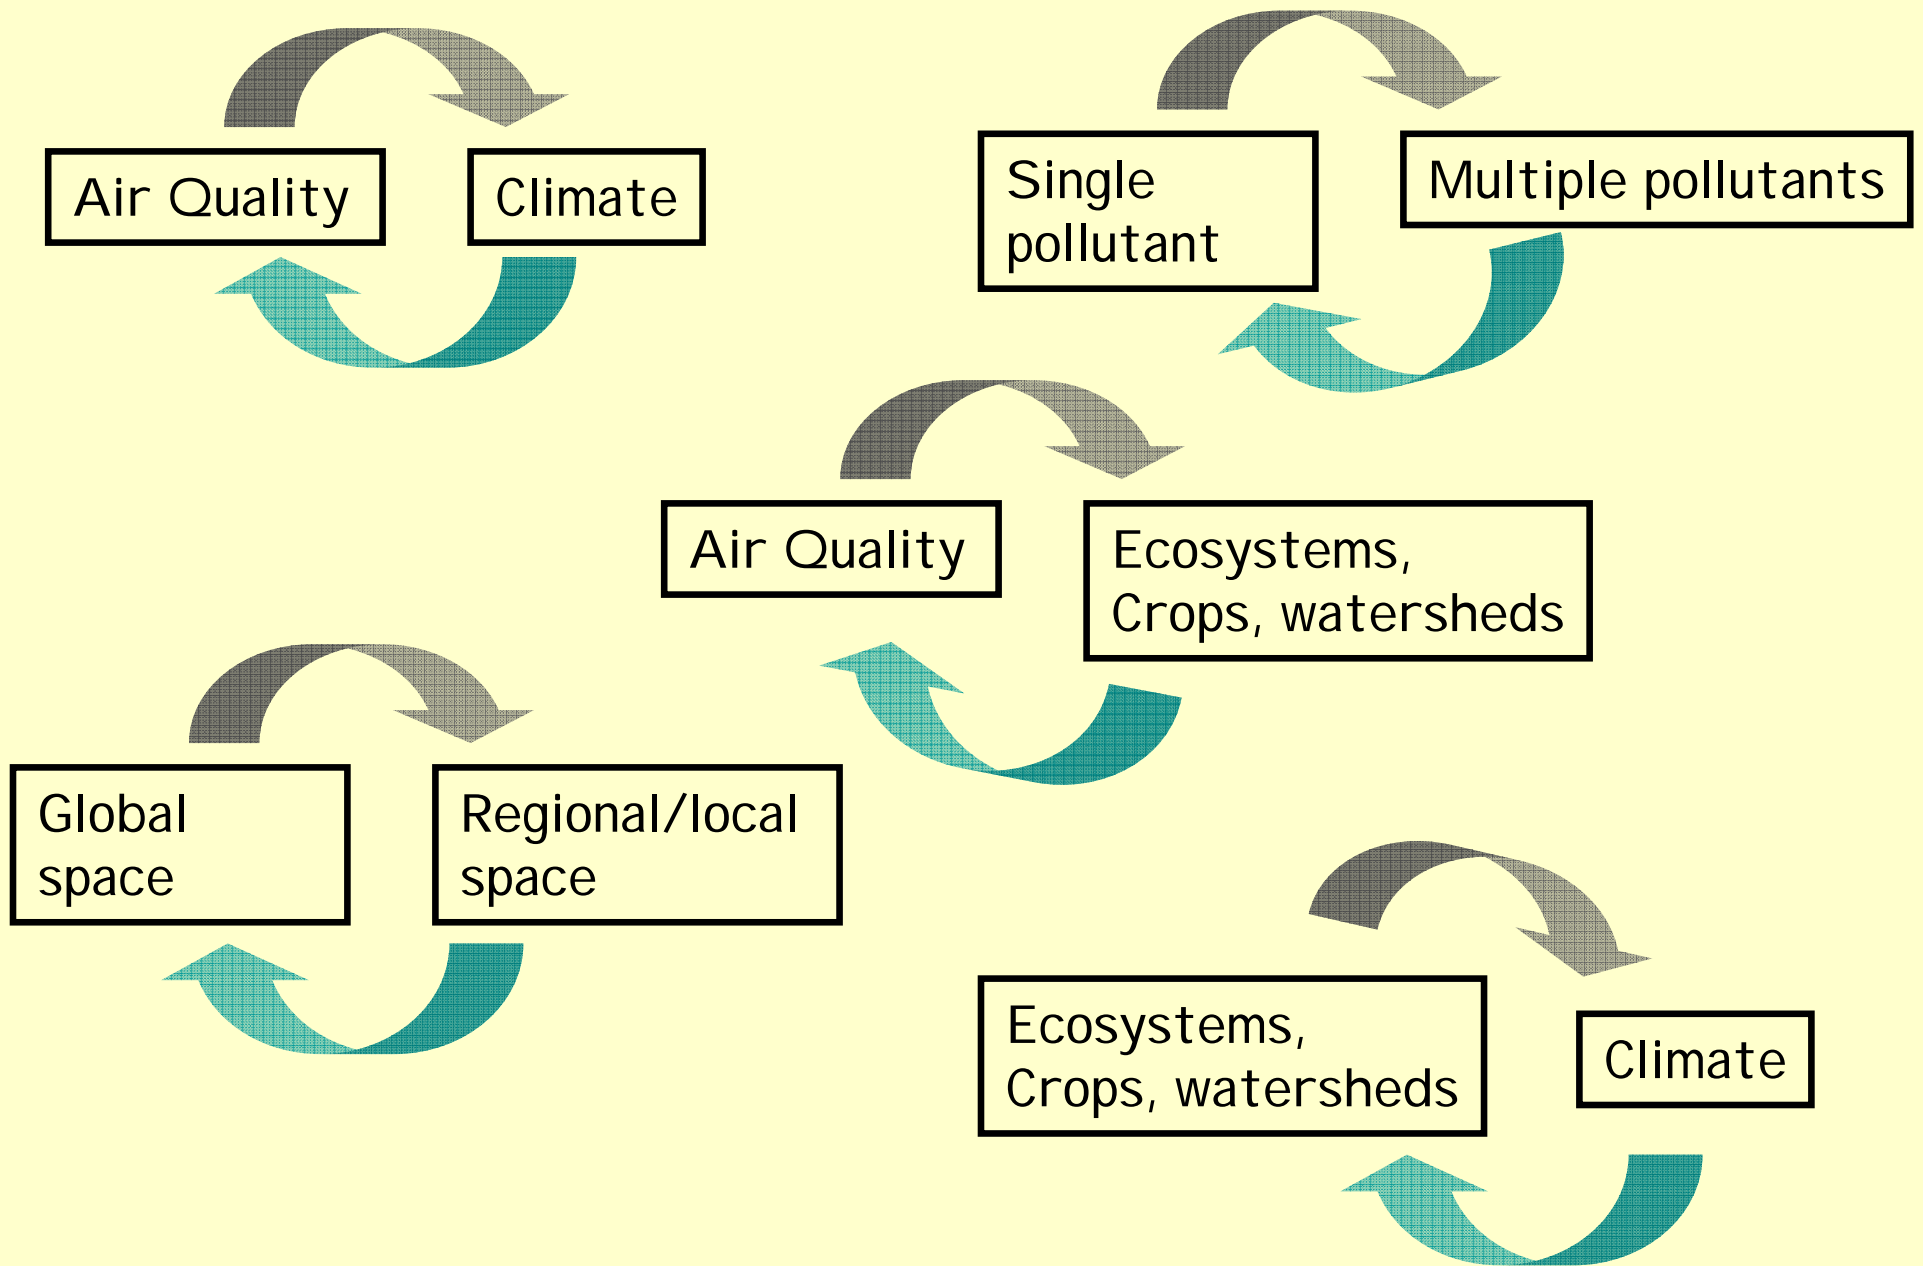 Air Quality
Climate
Single
pollutant
Multiple pollutants
Air Quality
Ecosystems,
Crops, watersheds
Global
space
Regional/local
space
Ecosystems,
Crops, watersheds
Climate